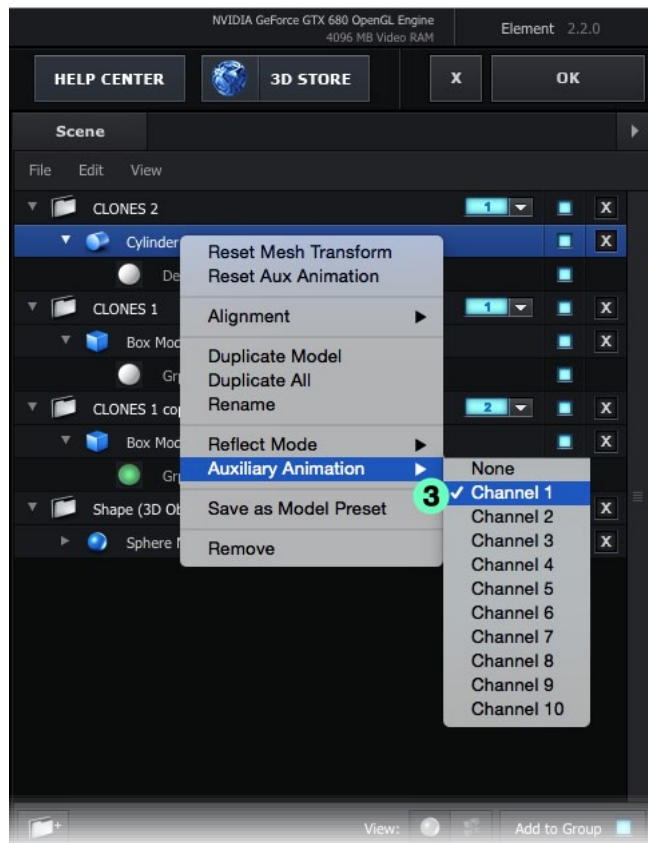 NVIDIA GeForce GTX 680 OpenGL Engine
4096 MB Video RAM
Element 2.2.0
HELP CENTER
3D STORE
X
OK
Scene
File Edit View
CLONES 2
1
X
Cylinder
X
De
CLONES 1
1
X
Box Mod
X
Grp
CLONES 1 cop
2
X
Box Mod
X
Grp
Shape (3D Ob
X
Sphere M
X
Reset Mesh Transform
Reset Aux Animation
Alignment
Duplicate Model
Duplicate All
Rename
Reflect Mode
Auxiliary Animation
Save as Model Preset
Remove
3
None
✓ Channel 1
Channel 2
Channel 3
Channel 4
Channel 5
Channel 6
Channel 7
Channel 8
Channel 9
Channel 10
View:
Add to Group